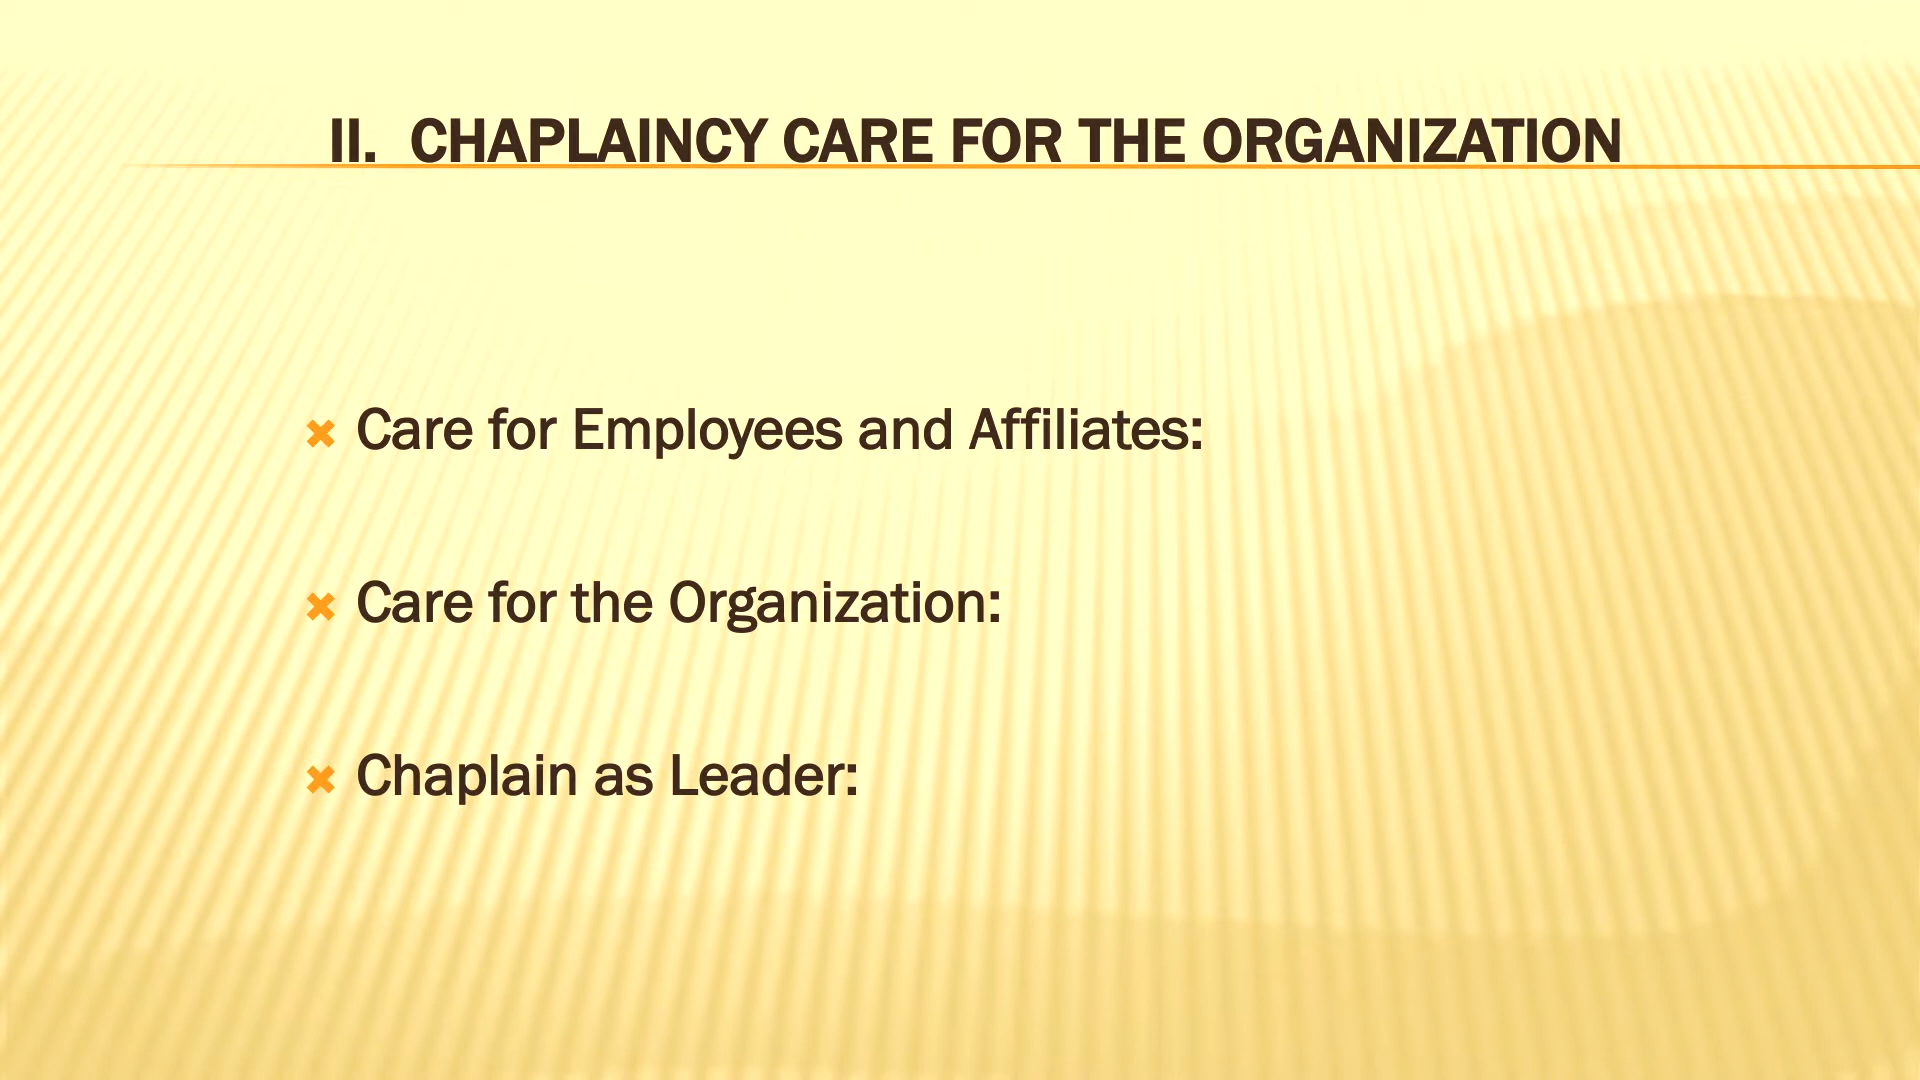 II.  CHAPLAINCY CARE FOR THE ORGANIZATION
Care for Employees and Affiliates:
Care for the Organization:
Chaplain as Leader: